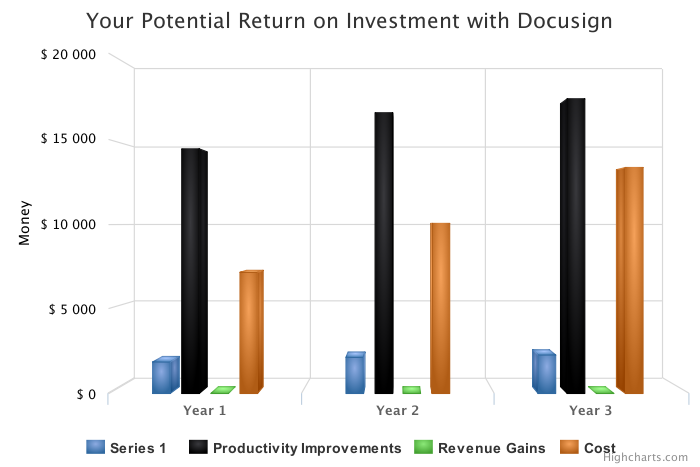 Your Potential Return on Investment with Docusign
$ 20 000
$ 15 000
$ 10 000
$ 5 000
$ 0
Money
Year 1
Year 2
Year 3
Series 1
Productivity Improvements
Revenue Gains
Cost
Highcharts.com